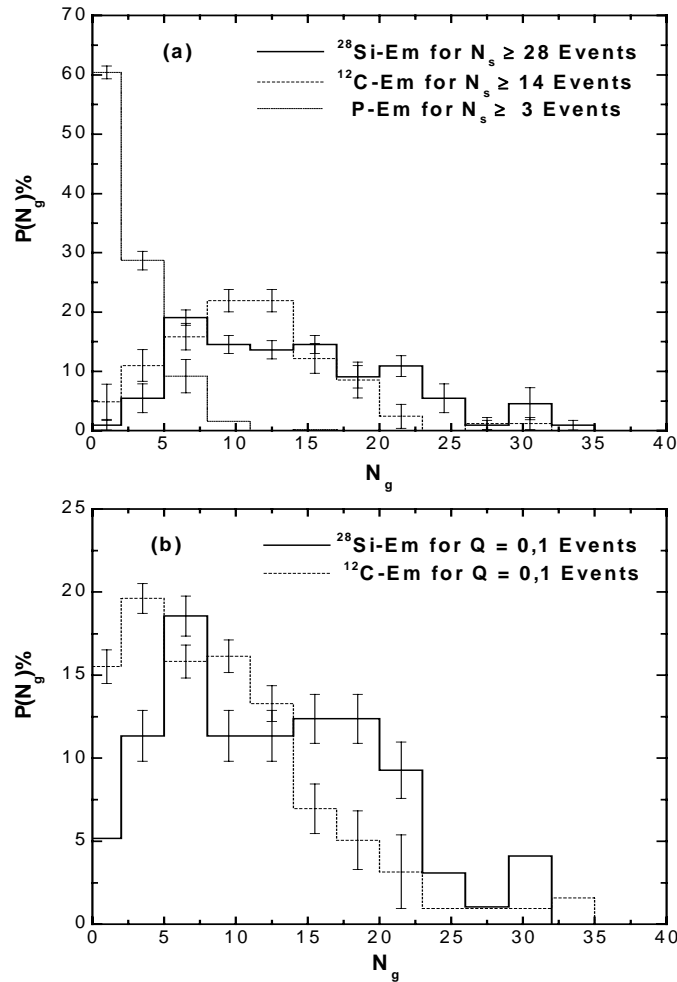 (a)
²⁸Si-Em for Nₛ ≥ 28 Events
¹²C-Em for Nₛ ≥ 14 Events
P-Em for Nₛ ≥ 3 Events
70
60
50
40
30
20
10
0
P(N_g)%
0 5 10 15 20 25 30 35 40
N_g
(b)
²⁸Si-Em for Q = 0,1 Events
¹²C-Em for Q = 0,1 Events
25
20
15
10
5
0
P(N_g)%
0 5 10 15 20 25 30 35 40
N_g